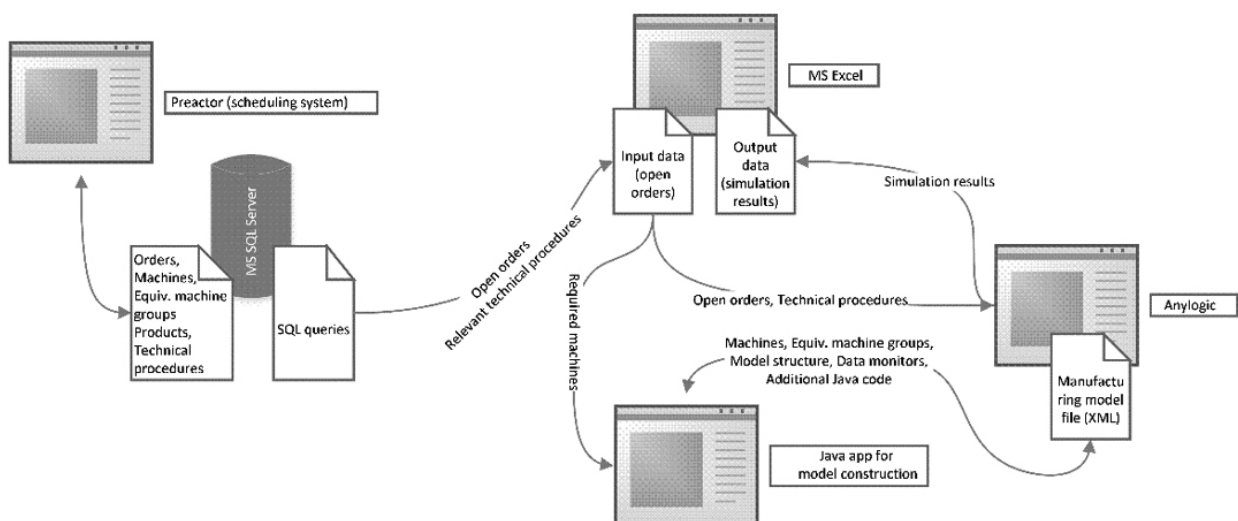 Preactor (scheduling system)
MS SQL Server
Orders,
Machines,
Equiv. machine
groups
Products,
Technical
procedures
SQL queries
Open orders
Relevant technical procedures
MS Excel
Input data
(open
orders)
Output
data
(simulation
results)
Simulation results
Required machines
Open orders, Technical procedures
Anylogic
Machines, Equiv. machine groups,
Model structure, Data monitors,
Additional Java code
Manufactu
ring model
file (XML)
Java app for
model construction